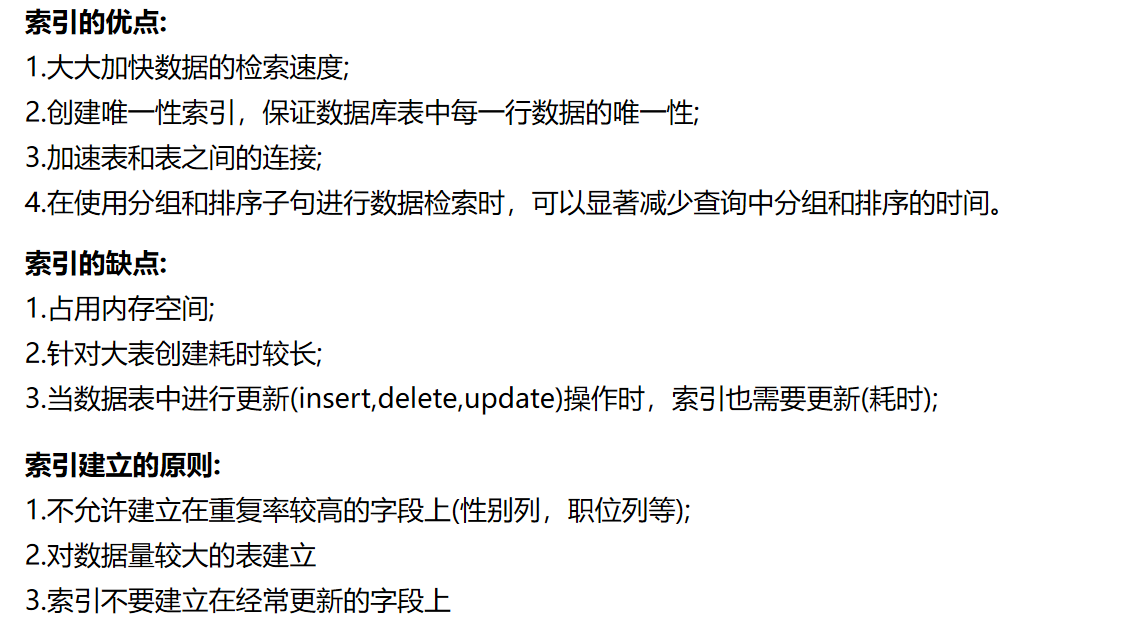 索引的优点:
1.大大加快数据的检索速度;
2.创建唯一性索引，保证数据库表中每一行数据的唯一性;
3.加速表和表之间的连接;
4.在使用分组和排序子句进行数据检索时，可以显著减少查询中分组和排序的时间。
索引的缺点:
1.占用内存空间;
2.针对大表创建耗时较长;
3.当数据表中进行更新(insert,delete,update)操作时，索引也需要更新(耗时);
索引建立的原则:
1.不允许建立在重复率较高的字段上(性别列，职位列等);
2.对数据量较大的表建立
3.索引不要建立在经常更新的字段上